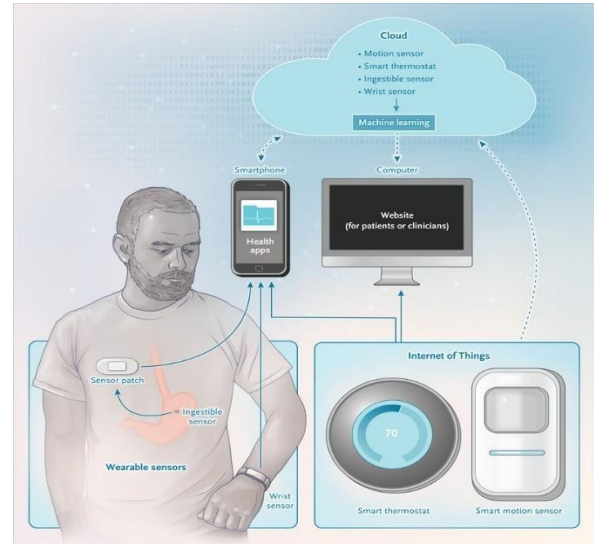 Cloud
• Motion sensor
• Smart thermostat
• Ingestible sensor
• Wrist sensor
Machine learning
Smartphone
Computer
Health
apps
Website
(for patients or clinicians)
Internet of Things
Sensor patch
Ingestible
sensor
70
Wearable sensors
Wrist
sensor
Smart thermostat
Smart motion sensor